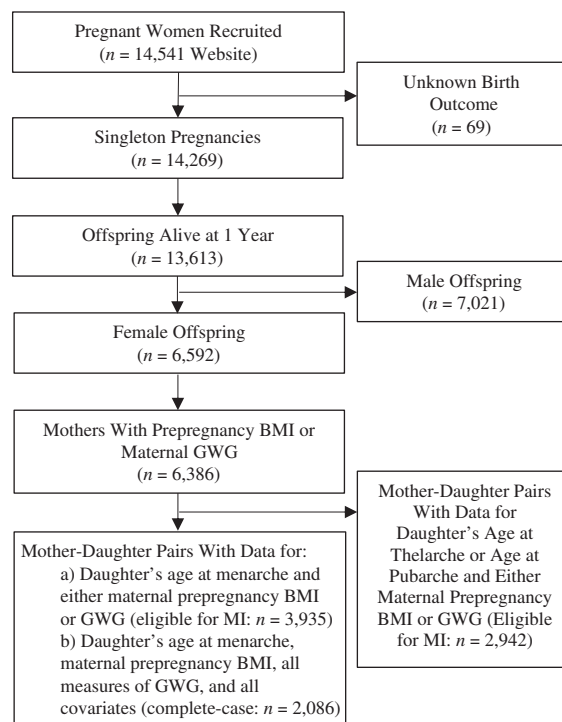 Pregnant Women Recruited
(n = 14,541 Website)
Unknown Birth
Outcome
(n = 69)
Singleton Pregnancies
(n = 14,269)
Offspring Alive at 1 Year
(n = 13,613)
Male Offspring
(n = 7,021)
Female Offspring
(n = 6,592)
Mothers With Prepregnancy BMI or
Maternal GWG
(n = 6,386)
Mother-Daughter Pairs
With Data for
Daughter’s Age at
Thelarche or Age at
Pubarche and Either
Maternal Prepregnancy
BMI or GWG (Eligible
for MI: n = 2,942)
Mother-Daughter Pairs With Data for:
a) Daughter’s age at menarche and
either maternal prepregnancy BMI
or GWG (eligible for MI: n = 3,935)
b) Daughter’s age at menarche,
maternal prepregnancy BMI, all
measures of GWG, and all
covariates (complete-case: n = 2,086)